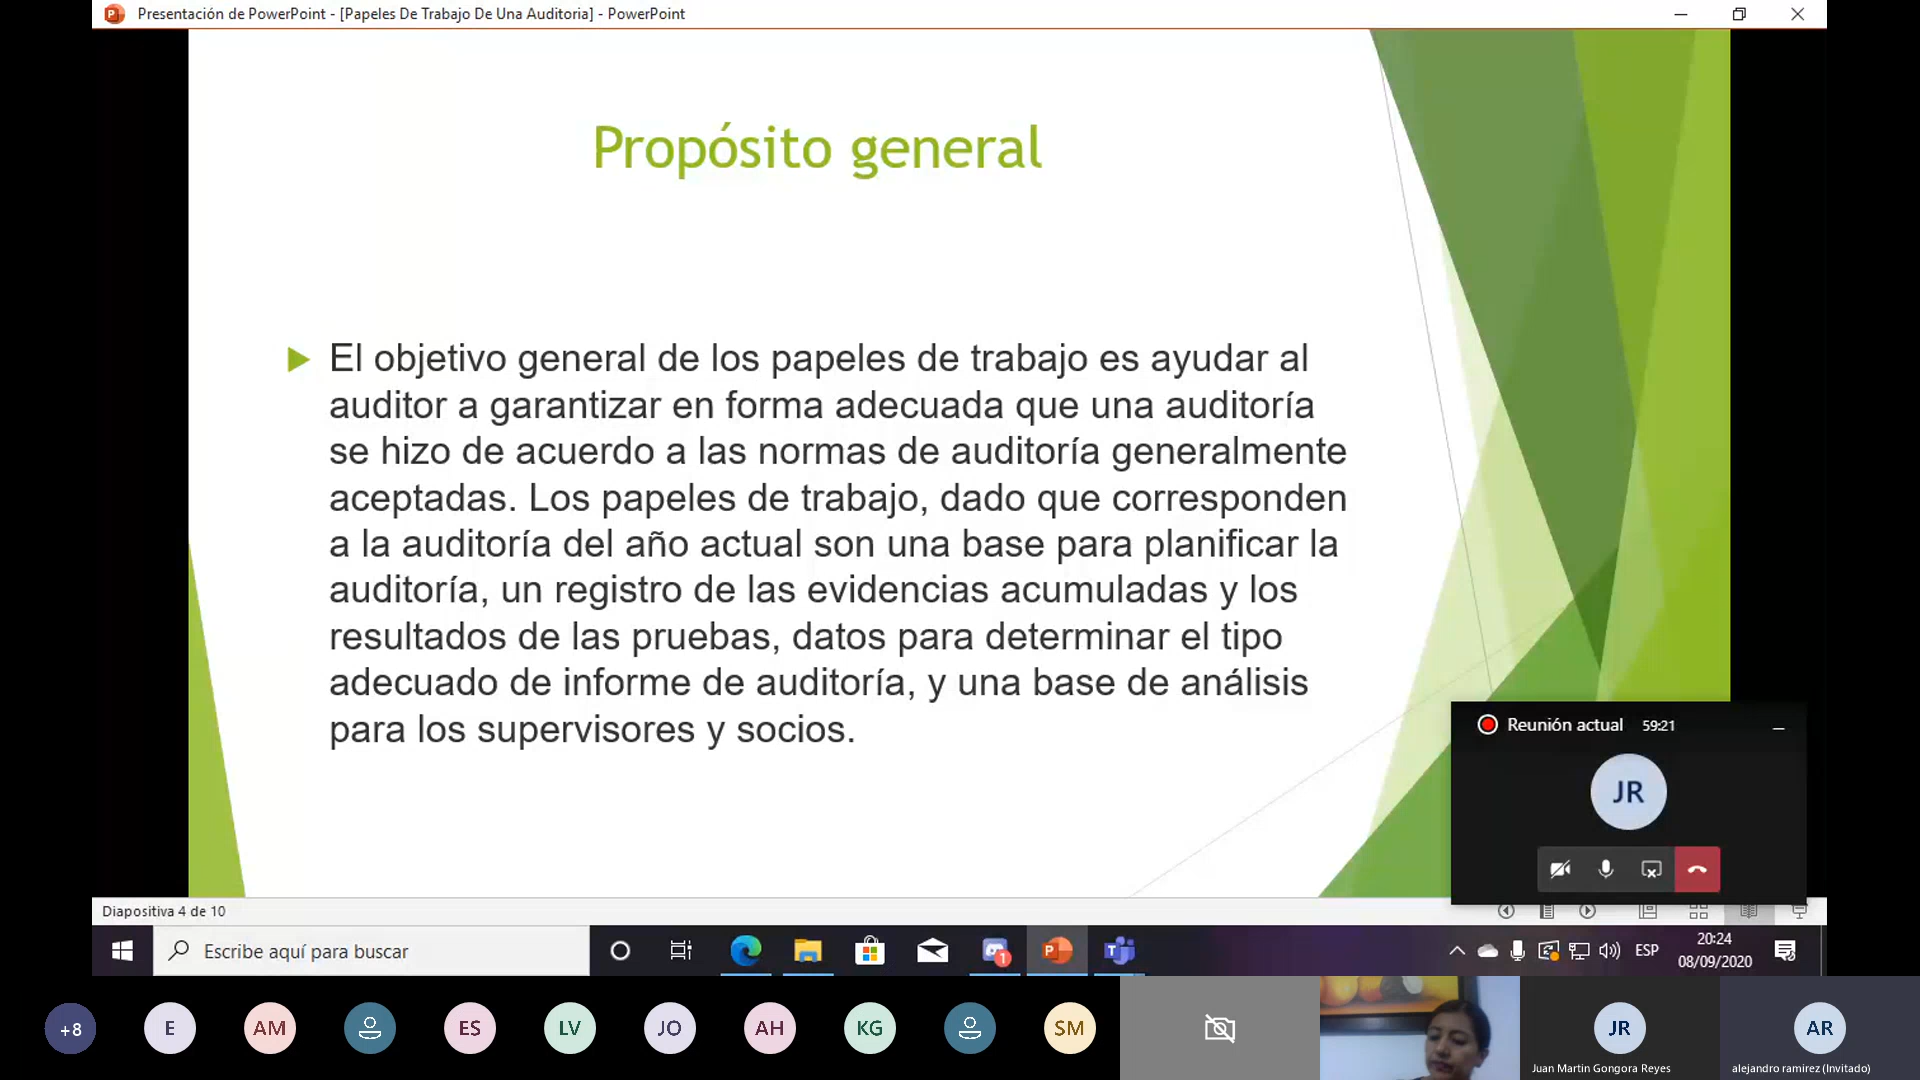 Presentación de PowerPoint - [Papeles De Trabajo De Una Auditoria] - PowerPoint
Propósito general
El objetivo general de los papeles de trabajo es ayudar al
auditor a garantizar en forma adecuada que una auditoría
se hizo de acuerdo a las normas de auditoría generalmente
aceptadas. Los papeles de trabajo, dado que corresponden
a la auditoría del año actual son una base para planificar la
auditoría, un registro de las evidencias acumuladas y los
resultados de las pruebas, datos para determinar el tipo
adecuado de informe de auditoría, y una base de análisis
para los supervisores y socios.
Reunión actual 59:21
JR
Diapositiva 4 de 10
Escribe aquí para buscar
1
ESP
20:24
08/09/2020
+8
E
AM
ES
LV
JO
AH
KG
SM
JR
Juan Martin Gongora Reyes
AR
alejandro ramirez (Invitado)